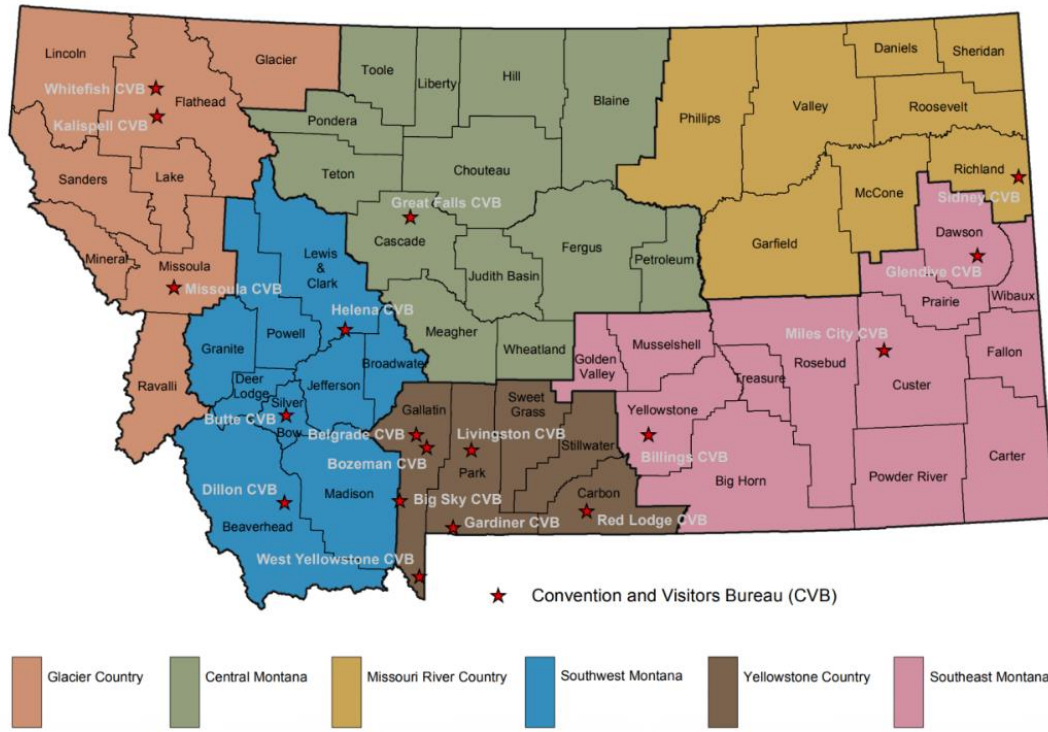 Lincoln
Glacier
Toole
Liberty
Hill
Blaine
Daniels
Sheridan
Whitefish CVB
Flathead
Kalispell CVB
Pondera
Phillips
Valley
Roosevelt
Sanders
Lake
Teton
Chouteau
Richland
McCone
Sidney CVB
Great Falls CVB
Cascade
Fergus
Garfield
Dawson
Mineral
Missoula
Lewis
&
Clark
Judith Basin
Petroleum
Glendive CVB
Missoula CVB
Helena CVB
Prairie
Wibaux
Powell
Meagher
Miles City CVB
Granite
Broadwater
Wheatland
Musselshell
Golden
Valley
Rosebud
Fallon
Ravalli
Deer
Lodge
Jefferson
Treasure
Custer
Silver
Bow
Butte CVB
Gallatin
Sweet
Grass
Yellowstone
Belgrade CVB
Livingston CVB
Stillwater
Billings CVB
Carter
Bozeman CVB
Park
Powder River
Big Horn
Dillon CVB
Madison
Big Sky CVB
Carbon
Beaverhead
Gardiner CVB
Red Lodge CVB
West Yellowstone CVB
Convention and Visitors Bureau (CVB)
Glacier Country
Central Montana
Missouri River Country
Southwest Montana
Yellowstone Country
Southeast Montana